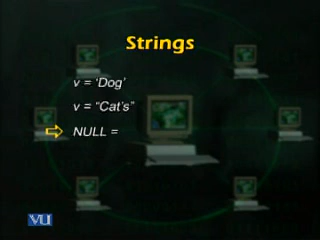 Strings
v = ‘Dog’
v = “Cat’s”
NULL =
VU